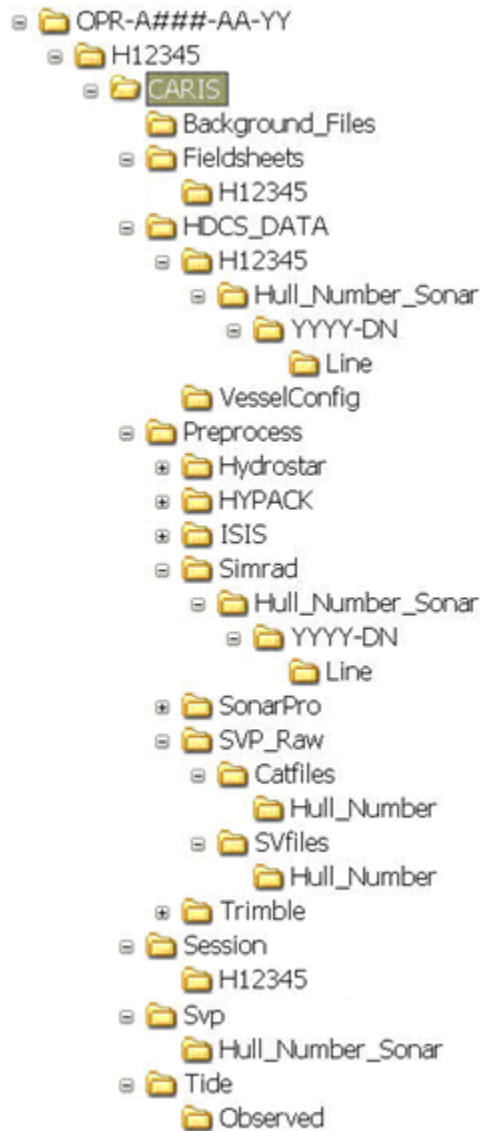 OPR-A###-AA-YY
H12345
CARIS
Background_Files
Fieldsheets
H12345
HDCS_DATA
H12345
Hull_Number_Sonar
YYYY-DN
Line
VesselConfig
Preprocess
Hydrostar
HYPACK
ISIS
Simrad
Hull_Number_Sonar
YYYY-DN
Line
SonarPro
SVP_Raw
Catfiles
Hull_Number
SVfiles
Hull_Number
Trimble
Session
H12345
Svp
Hull_Number_Sonar
Tide
Observed